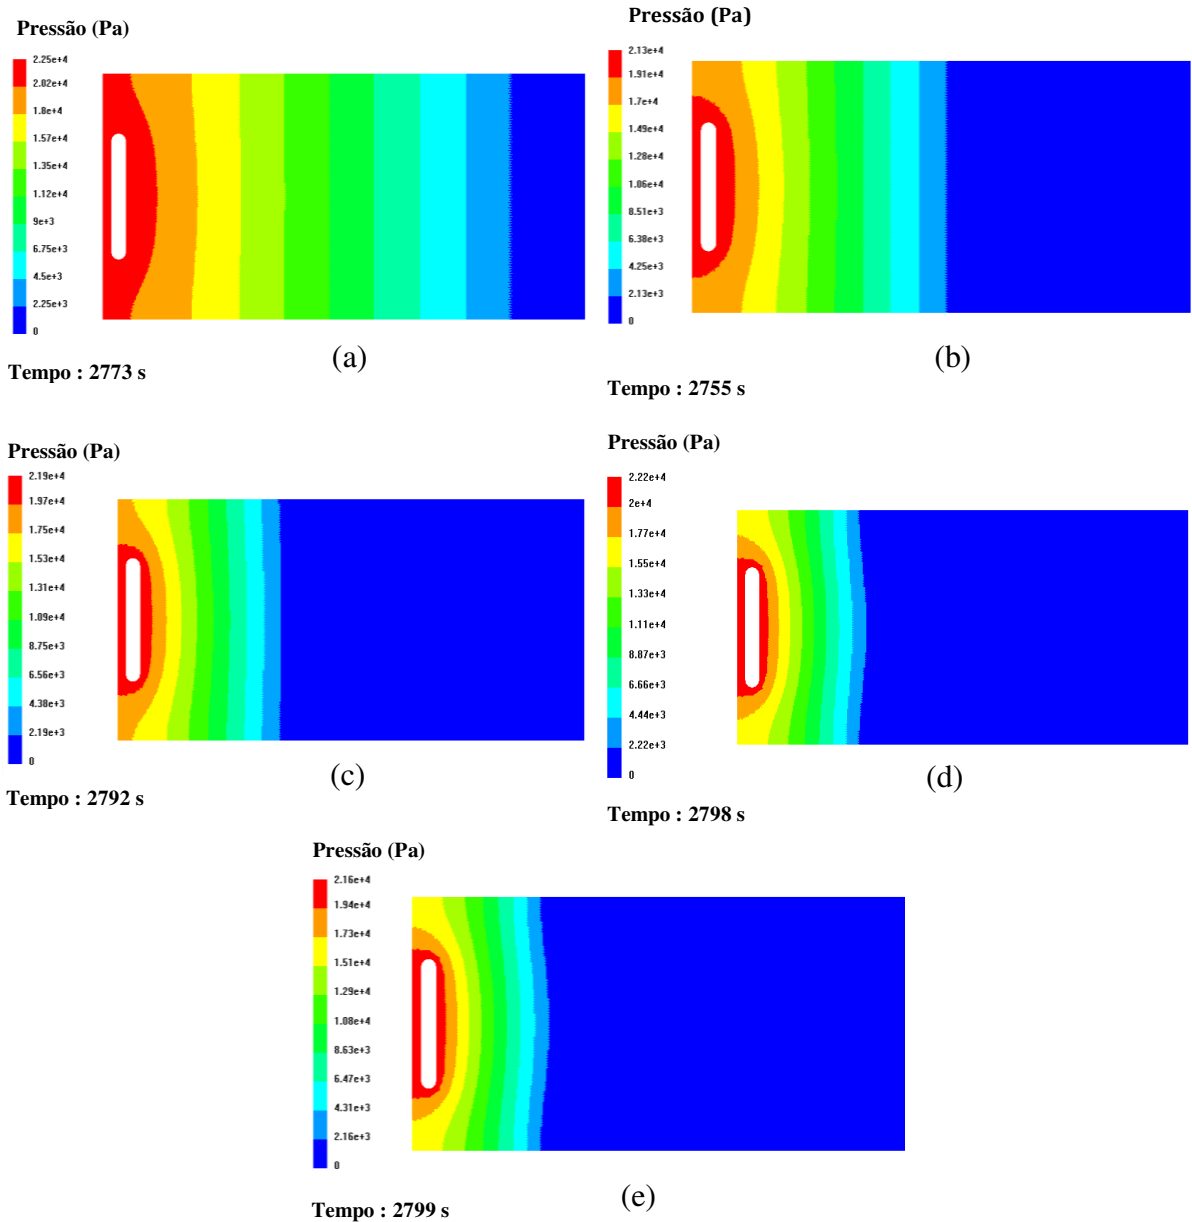 Pressão (Pa)
2.25e+4
2.02e+4
1.8e+4
1.57e+4
1.35e+4
1.12e+4
9e+3
6.75e+3
4.5e+3
2.25e+3
0
(a)
Tempo : 2773 s
Pressão (Pa)
2.13e+4
1.91e+4
1.7e+4
1.49e+4
1.28e+4
1.06e+4
8.51e+3
6.38e+3
4.25e+3
2.13e+3
0
(b)
Tempo : 2755 s
Pressão (Pa)
2.19e+4
1.97e+4
1.75e+4
1.53e+4
1.31e+4
1.09e+4
8.75e+3
6.56e+3
4.38e+3
2.19e+3
0
(c)
Tempo : 2792 s
Pressão (Pa)
2.22e+4
2e+4
1.77e+4
1.55e+4
1.33e+4
1.11e+4
8.87e+3
6.66e+3
4.44e+3
2.22e+3
0
(d)
Tempo : 2798 s
Pressão (Pa)
2.16e+4
1.94e+4
1.73e+4
1.51e+4
1.29e+4
1.08e+4
8.63e+3
6.47e+3
4.31e+3
2.16e+3
0
(e)
Tempo : 2799 s